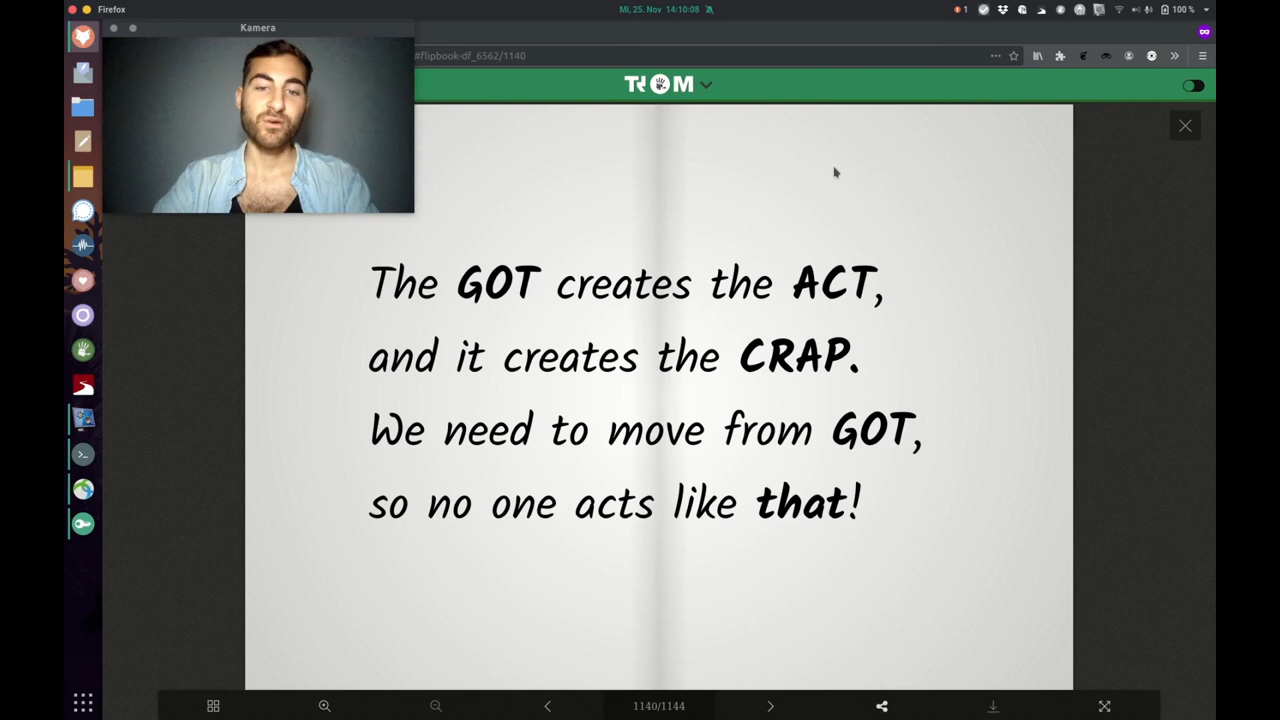 Firefox
Mi, 25. Nov 14:10:08
1
100 %
Kamera
#flipbook-df_6562/1140
TROM
The GOT creates the ACT,
and it creates the CRAP.
We need to move from GOT,
so no one acts like that!
1140/1144